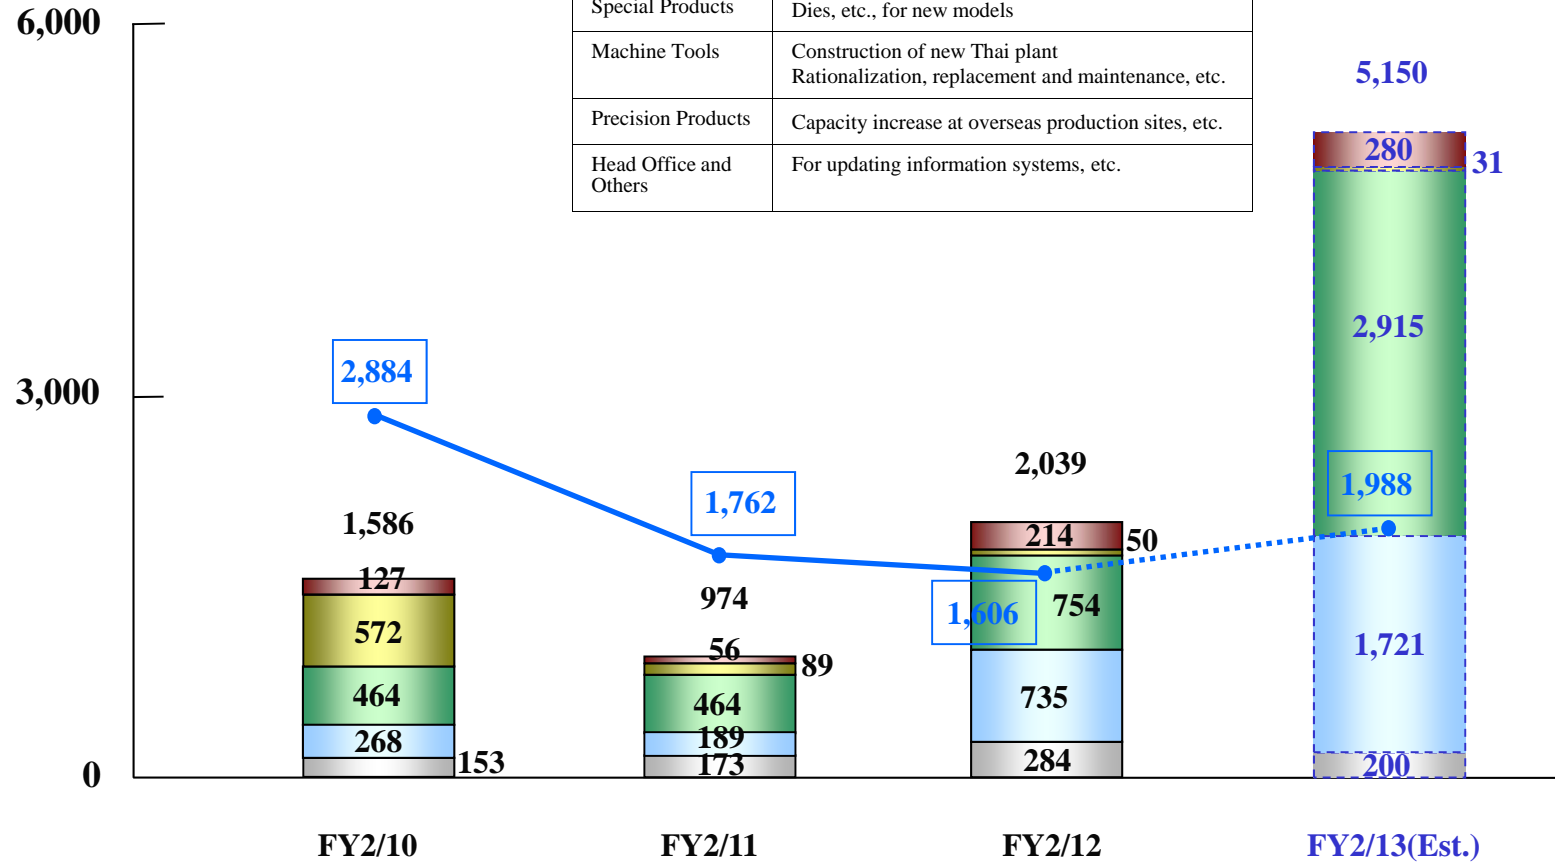 6,000
Special Products
Dies, etc., for new models
Machine Tools
Construction of new Thai plant
Rationalization, replacement and maintenance, etc.
Precision Products
Capacity increase at overseas production sites, etc.
Head Office and
Others
For updating information systems, etc.
5,150
280
31
2,915
3,000
2,884
1,988
2,039
1,762
1,586
214
50
127
974
1,606
754
572
56
89
1,721
464
464
735
268
189
153
173
284
200
0
FY2/10
FY2/11
FY2/12
FY2/13(Est.)